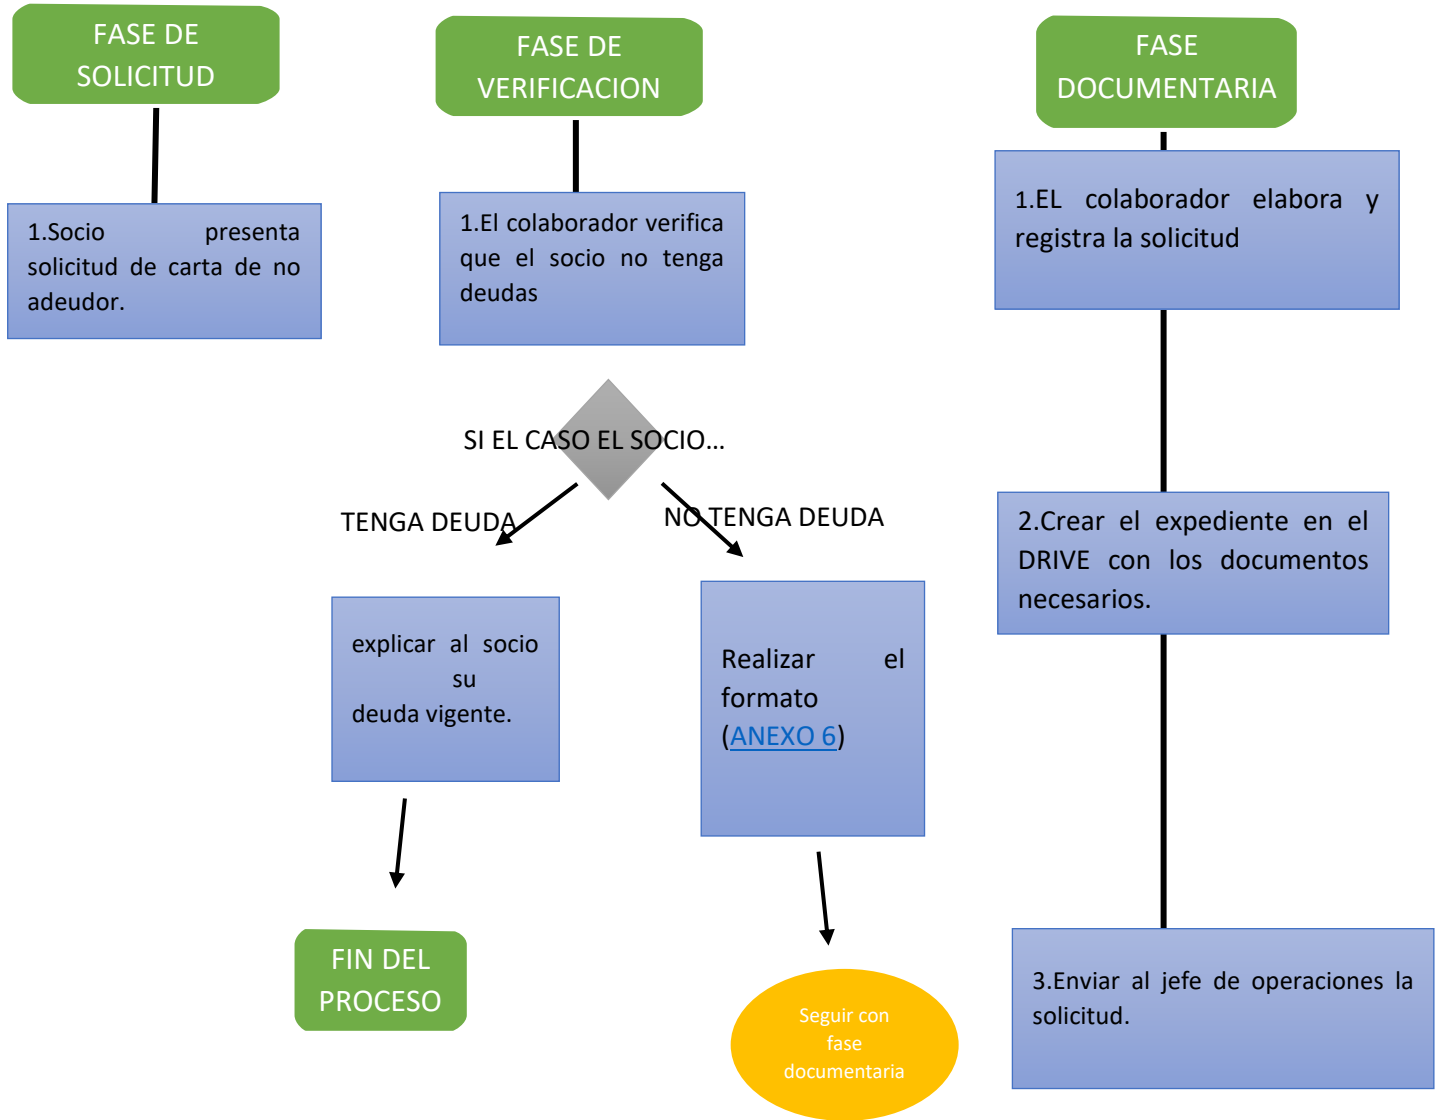 FASE DE
SOLICITUD
1.Socio presenta
solicitud de carta de no
adeudor.
FASE DE
VERIFICACION
1.El colaborador verifica
que el socio no tenga
deudas
SI EL CASO EL SOCIO...
TENGA DEUDA
NO TENGA DEUDA
explicar al socio
su
deuda vigente.
Realizar el
formato
(ANEXO 6)
FIN DEL
PROCESO
Seguir con
fase
documentaria
FASE
DOCUMENTARIA
1.EL colaborador elabora y
registra la solicitud
2.Crear el expediente en el
DRIVE con los documentos
necesarios.
3.Enviar al jefe de operaciones la
solicitud.